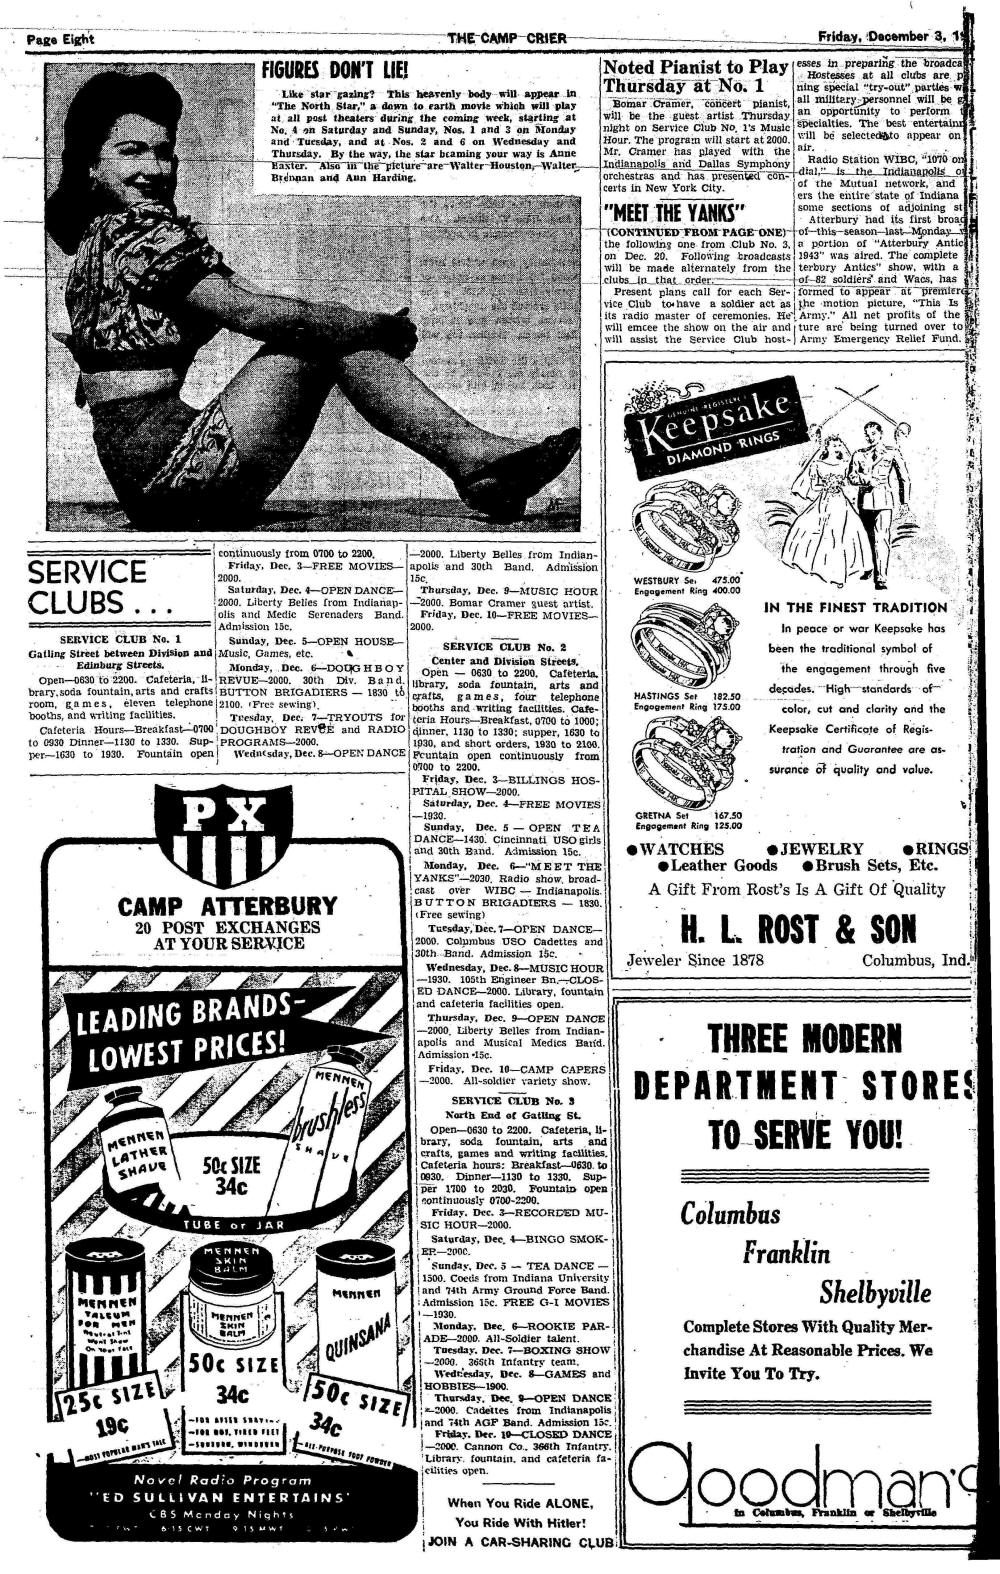 Page Eight
THE CAMP CRIER
Friday, December 3,
FIGURES DON'T LIE!
Like star gazing? This heavenly body will appear in
"The North Star," a down to earth movie which will play
at all post theaters during the coming week, starting at
No. 4 on Saturday and Sunday, Nos. 1 and 3 on Monday
and Tuesday, and at Nos. 2 and 6 on Wednesday and
Thursday. By the way, the star beaming your way is Anne
Baxter. Also in the picture are Walter Houston, Walter
Brennan and Ann Harding.
Noted Pianist to Play
Thursday at No. 1
Bomar Cramer, concert pianist,
will be the guest artist Thursday
night on Service Club No. 1's Music
Hour. The program will start at 2000.
Mr. Cramer has played with the
Indianapolis and Dallas Symphony
orchestras and has presented con-
certs in New York City.
"MEET THE YANKS"
(CONTINUED FROM PAGE ONE)
the following one from Club No. 3,
on Dec. 20. Following broadcasts
will be made alternately from the
clubs in that order.
Present plans call for each Ser-
vice Club to have a soldier act as
its radio master of ceremonies. He
will emcee the show on the air and
will assist the Service Club host-
esses in preparing the broadca
Hostesses at all clubs are p
ning special "try-out" parties w
all military personnel will be g
an opportunity to perform t
specialties. The best entertain
will be selected to appear on
air.
Radio Station WIBC, "1070 on
dial," is the Indianapolis o
of the Mutual network, and
ers the entire state of Indiana
some sections of adjoining st
Atterbury had its first broad
of this season last Monday
a portion of "Atterbury Antic
1943" was aired. The complete
terbury Antics" show, with a
of 82 soldiers and Wacs, has
formed to appear at premiere
the motion picture, "This Is
Army." All net profits of the
ture are being turned over to
Army Emergency Relief Fund.
SERVICE
CLUBS . . .
SERVICE CLUB No. 1
Gatling Street between Division and
Edinburg Streets.
Open—0630 to 2200. Cafeteria, li-
brary, soda fountain, arts and crafts
room, games, eleven telephone
booths, and writing facilities.
Cafeteria Hours—Breakfast—0700
to 0930 Dinner—1130 to 1330. Sup-
per—1630 to 1930. Fountain open
continuously from 0700 to 2200.
Friday, Dec. 3—FREE MOVIES—
2000.
Saturday, Dec. 4—OPEN DANCE—
2000. Liberty Belles from Indianap-
olis and Medic Serenaders Band.
Admission 15c.
Sunday, Dec. 5—OPEN HOUSE—
Music, Games, etc.
Monday, Dec. 6—DOUGHBOY
REVUE—2000. 30th Div. Band.
BUTTON BRIGADIERS — 1830 to
2100. (Free sewing).
Tuesday, Dec. 7—TRYOUTS for
DOUGHBOY REVUE and RADIO
PROGRAMS—2000.
Wednesday, Dec. 8—OPEN DANCE
—2000. Liberty Belles from Indian-
apolis and 30th Band. Admission
15c.
Thursday, Dec. 9—MUSIC HOUR
—2000. Bomar Cramer guest artist.
Friday, Dec. 10—FREE MOVIES—
2000.
SERVICE CLUB No. 2
Center and Division Streets.
Open — 0630 to 2200. Cafeteria,
library, soda fountain, arts and
crafts, games, four telephone
booths and writing facilities. Cafe-
teria Hours—Breakfast, 0700 to 1000;
dinner, 1130 to 1330; supper, 1630 to
1930, and short orders, 1930 to 2100.
Fountain open continuously from
0700 to 2200.
Friday, Dec. 3—BILLINGS HOS-
PITAL SHOW—2000.
Saturday, Dec. 4—FREE MOVIES
—1930.
Sunday, Dec. 5 — OPEN TEA
DANCE—1430. Cincinnati USO girls
and 30th Band. Admission 15c.
Monday, Dec. 6—"MEET THE
YANKS"—2030. Radio show, broad-
cast over WIBC — Indianapolis.
BUTTON BRIGADIERS — 1830.
(Free sewing)
Tuesday, Dec. 7—OPEN DANCE—
2000. Columbus USO Cadettes and
30th Band. Admission 15c.
Wednesday, Dec. 8—MUSIC HOUR
—1930. 105th Engineer Bn.—CLOS-
ED DANCE—2000. Library, fountain
and cafeteria facilities open.
Thursday, Dec. 9—OPEN DANCE
—2000. Liberty Belles from Indian-
apolis and Musical Medics Band.
Admission 15c.
Friday, Dec. 10—CAMP CAPERS
—2000. All-soldier variety show.
SERVICE CLUB No. 3
North End of Gatling St.
Open—0630 to 2200. Cafeteria, li-
brary, soda fountain, arts and
crafts, games and writing facilities.
Cafeteria hours: Breakfast—0630 to
0930. Dinner—1130 to 1330. Sup-
per 1700 to 2030. Fountain open
continuously 0700-2200.
Friday, Dec. 3—RECORDED MU-
SIC HOUR—2000.
Saturday, Dec. 4—BINGO SMOK-
ER—2000.
Sunday, Dec. 5 — TEA DANCE —
1500. Coeds from Indiana University
and 74th Army Ground Force Band.
Admission 15c. FREE G-I MOVIES
—1930.
Monday, Dec. 6—ROOKIE PAR-
ADE—2000. All-Soldier talent.
Tuesday, Dec. 7—BOXING SHOW
—2000. 365th Infantry team.
Wednesday, Dec. 8—GAMES and
HOBBIES—1900.
Thursday, Dec. 9—OPEN DANCE
—2000. Cadettes from Indianapolis
and 74th AGF Band. Admission 15c.
Friday, Dec. 10—CLOSED DANCE
—2000. Cannon Co., 366th Infantry.
Library, fountain, and cafeteria fa-
cilities open.
When You Ride ALONE,
You Ride With Hitler!
JOIN A CAR-SHARING CLUB
PX
CAMP ATTERBURY
20 POST EXCHANGES
AT YOUR SERVICE
LEADING BRANDS-
LOWEST PRICES!
MENNEN
LATHER
SHAVE
MENNEN
brushless
SHAVE
50c SIZE
34c
TUBE or JAR
MENNEN
TALCUM
FOR MEN
Neutral Tint
Won't Show
On Your Face
25c SIZE
19c
MOST POPULAR MAN'S TALC
MENNEN
SKIN
BALM
MENNEN
SKIN
BALM
50c SIZE
34c
—FOR AFTER SHAVING
—FOR HOT, TIRED FEET
—SUNBURN, WINDBURN
MENNEN
QUINSANA
50c SIZE
34c
ALL-PURPOSE FOOT POWDER
Novel Radio Program
"ED SULLIVAN ENTERTAINS'
CBS Monday Nights
6:15 CWT 9:15 MWT
Keepsake
GENUINE REGISTERED
DIAMOND RINGS
WESTBURY Set 475.00
Engagement Ring 400.00
HASTINGS Set 182.50
Engagement Ring 175.00
GRETNA Set 167.50
Engagement Ring 125.00
IN THE FINEST TRADITION
In peace or war Keepsake has
been the traditional symbol of
the engagement through five
decades. High standards of
color, cut and clarity and the
Keepsake Certificate of Regis-
tration and Guarantee are as-
surance of quality and value.
● WATCHES ● JEWELRY ● RINGS
● Leather Goods ● Brush Sets, Etc.
A Gift From Rost's Is A Gift Of Quality
H. L. ROST & SON
Jeweler Since 1878 Columbus, Ind.
THREE MODERN
DEPARTMENT STORES
TO SERVE YOU!
Columbus
Franklin
Shelbyville
Complete Stores With Quality Mer-
chandise At Reasonable Prices. We
Invite You To Try.
Goodman's
in Columbus, Franklin or Shelbyville